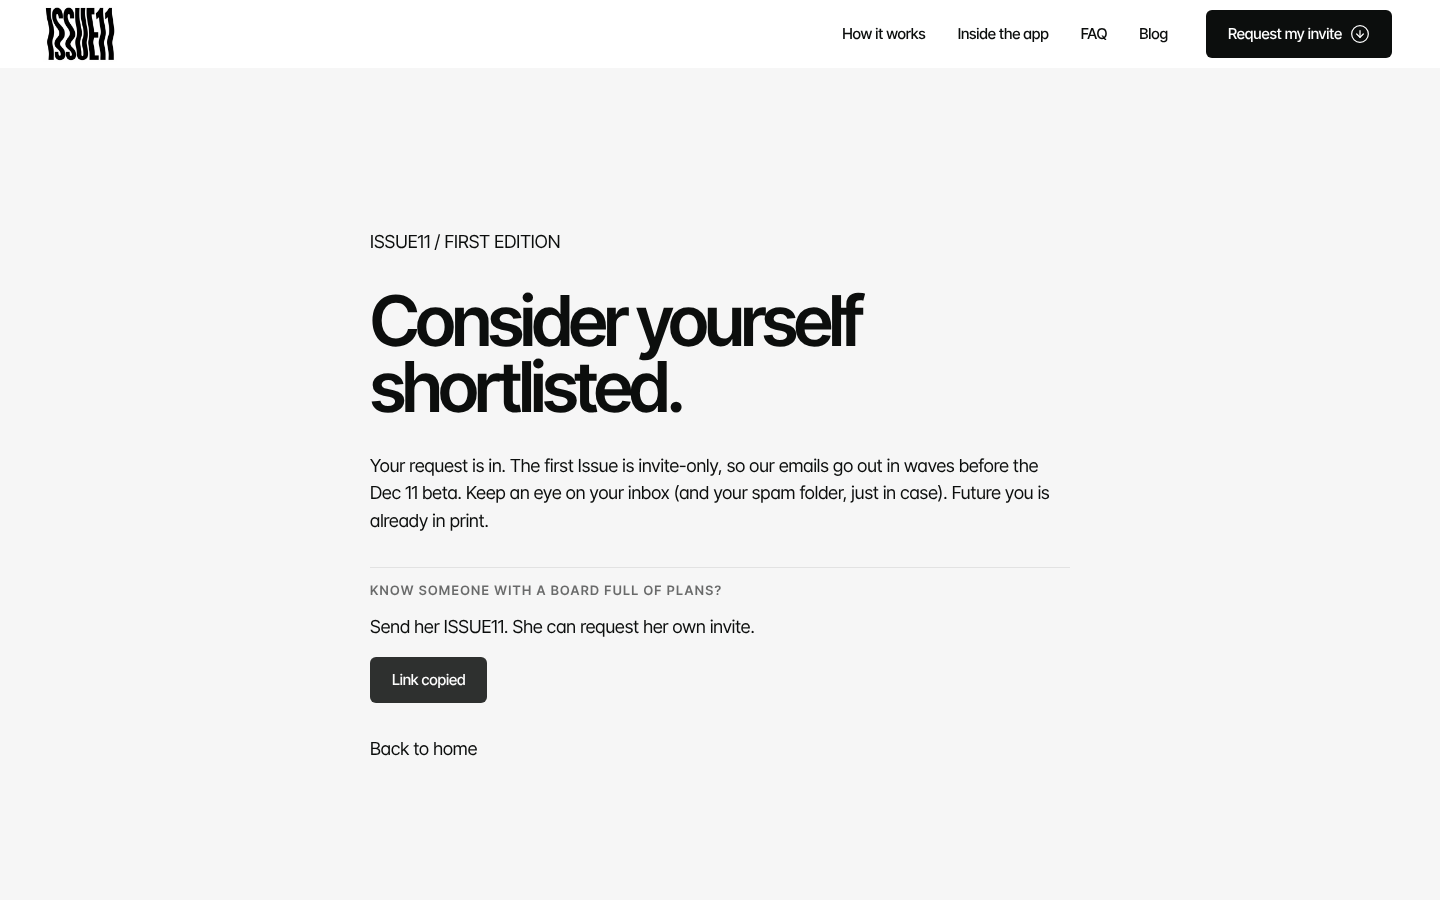 ISSUE11
How it works
Inside the app
FAQ
Blog
Request my invite
ISSUE11 / FIRST EDITION
Consider yourself
shortlisted.
Your request is in. The first Issue is invite-only, so our emails go out in waves before the
Dec 11 beta. Keep an eye on your inbox (and your spam folder, just in case). Future you is
already in print.
KNOW SOMEONE WITH A BOARD FULL OF PLANS?
Send her ISSUE11. She can request her own invite.
Link copied
Back to home